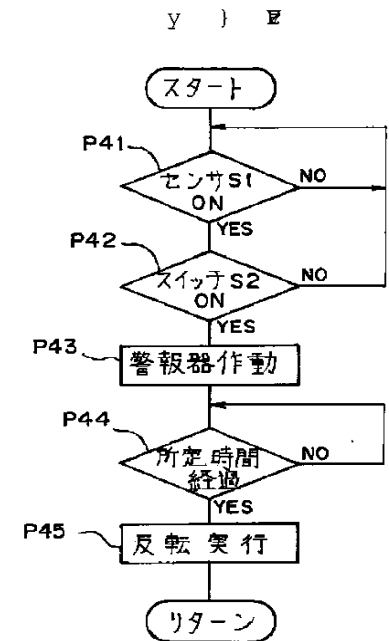 スタート
P41
センサS1
ON
NO
YES
P42
スイッチS2
ON
NO
YES
P43
警報器作動
P44
所定時間
経過
NO
YES
P45
反転実行
リターン